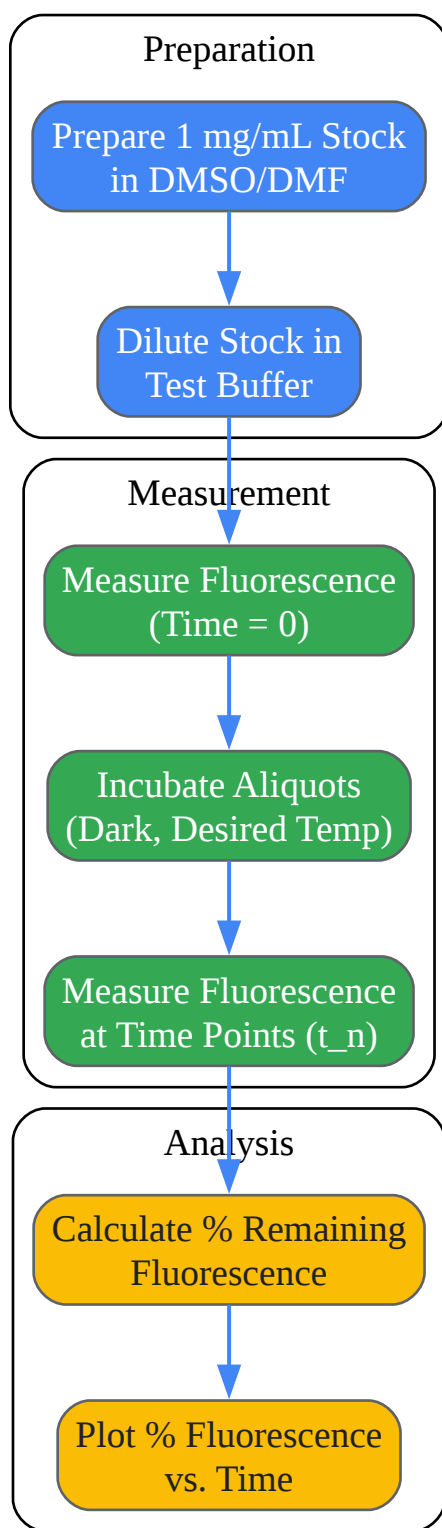 Preparation
Prepare 1 mg/mL Stock
in DMSO/DMF
Dilute Stock in
Test Buffer
Measurement
Measure Fluorescence
(Time = 0)
Incubate Aliquots
(Dark, Desired Temp)
Measure Fluorescence
at Time Points (t_n)
Analysis
Calculate % Remaining
Fluorescence
Plot % Fluorescence
vs. Time